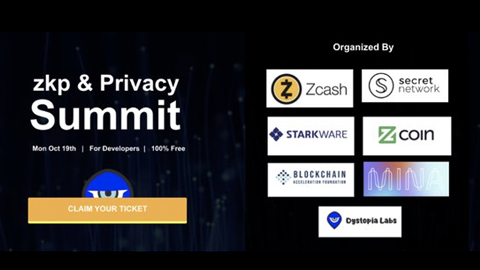 zkp & Privacy
Summit
Mon Oct 19th | For Developers | 100% Free
CLAIM YOUR TICKET
Organized By
Zcash
secret
network
STARKWARE
Zcoin
BLOCKCHAIN
ACCELERATION FOUNDATION
MINA
Dystopia Labs